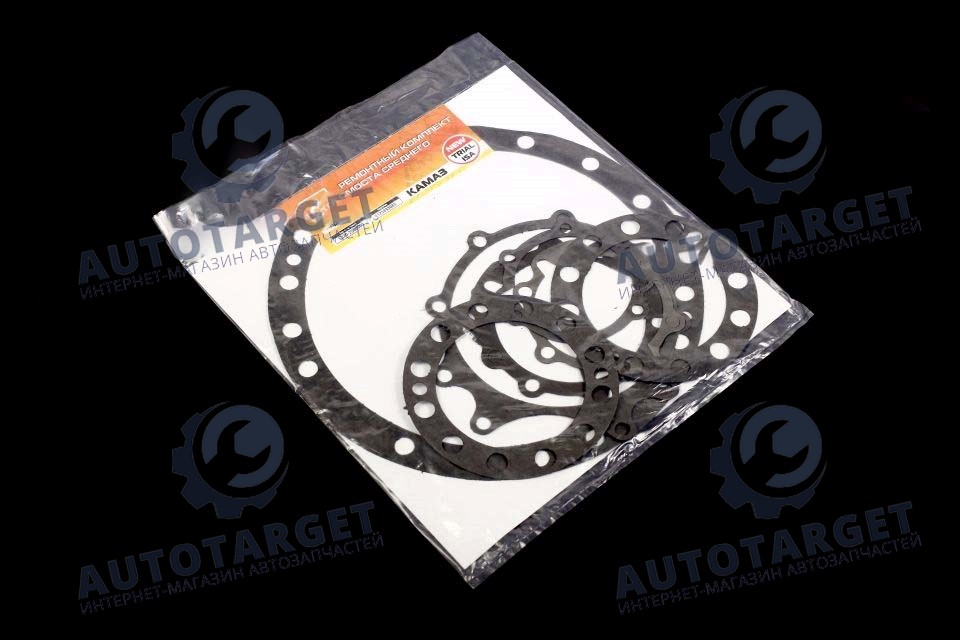 РЕМОНТНЫЙ КОМПЛЕКТ
МОСТА СРЕДНЕГО
КАМАЗ
NEW
TRIAL
ISA
AUTOTARGET
ИНТЕРНЕТ-МАГАЗИН АВТОЗАПЧАСТЕЙ
AUTOTARGET
ИНТЕРНЕТ-МАГАЗИН АВТОЗАПЧАСТЕЙ
AUTOTARGET
ИНТЕРНЕТ-МАГАЗИН АВТОЗАПЧАСТЕЙ
AUTOTARGET
ИНТЕРНЕТ-МАГАЗИН АВТОЗАПЧАСТЕЙ